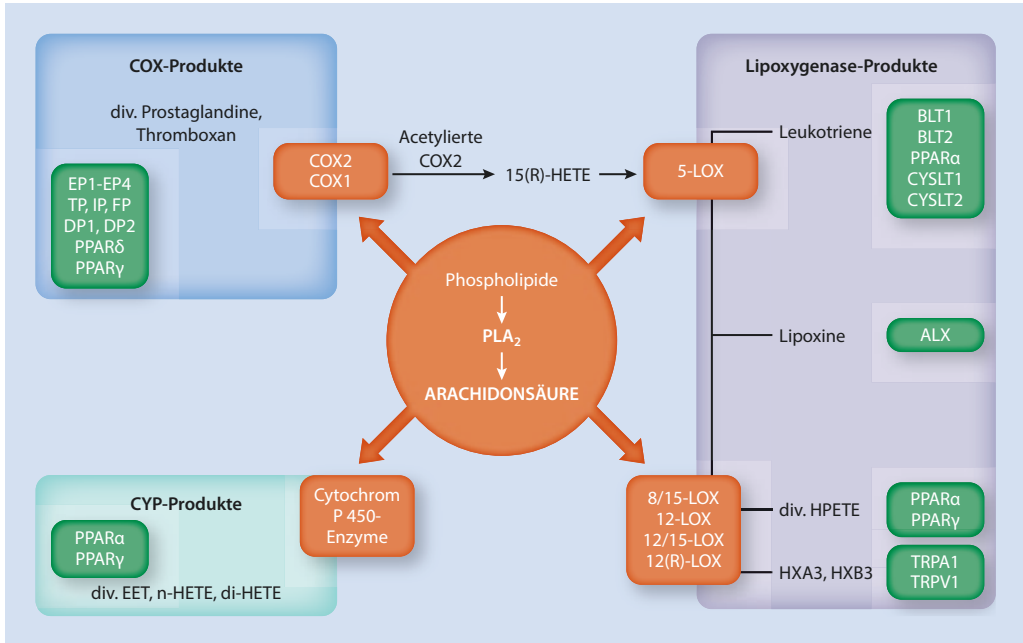 COX-Produkte
div. Prostaglandine,
Thromboxan
EP1-EP4
TP, IP, FP
DP1, DP2
PPARδ
PPARγ
COX2
COX1
Acetylierte
COX2
15(R)-HETE
5-LOX
Lipoxygenase-Produkte
Leukotriene
BLT1
BLT2
PPARα
CYSLT1
CYSLT2
Phospholipide
PLA₂
ARACHIDONSÄURE
Lipoxine
ALX
CYP-Produkte
PPARα
PPARγ
div. EET, n-HETE, di-HETE
Cytochrom
P 450-
Enzyme
8/15-LOX
12-LOX
12/15-LOX
12(R)-LOX
div. HPETE
PPARα
PPARγ
HXA3, HXB3
TRPA1
TRPV1